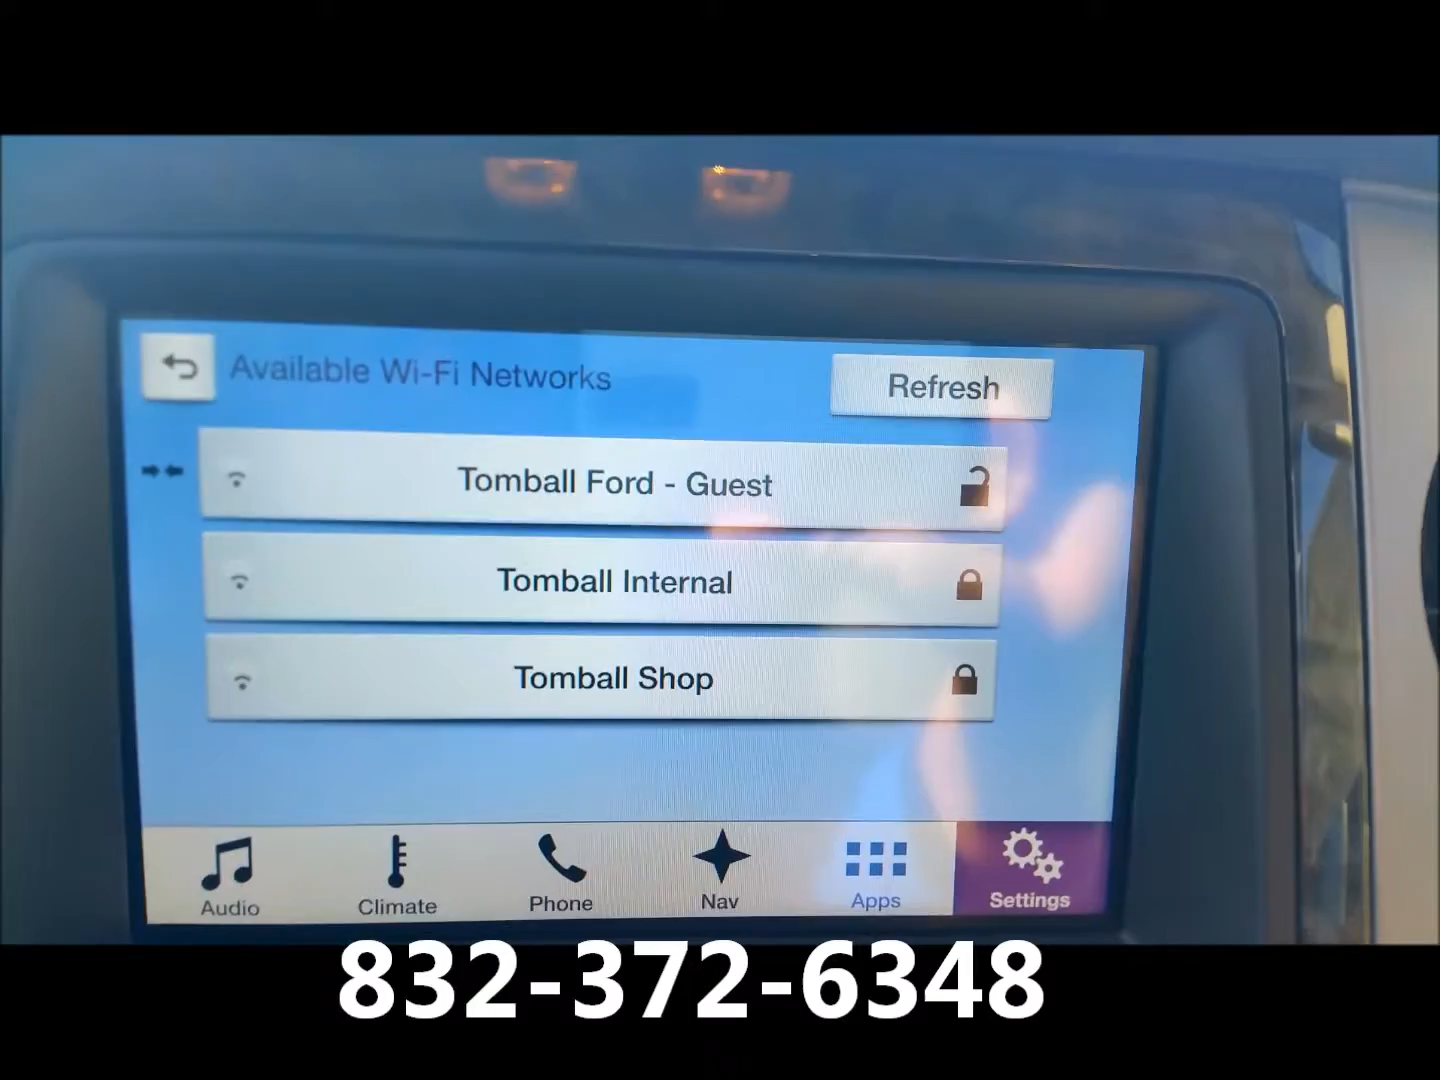 Available Wi-Fi Networks
Refresh
Tomball Ford - Guest
Tomball Internal
Tomball Shop
Audio
Climate
Phone
Nav
Apps
Settings
832-372-6348